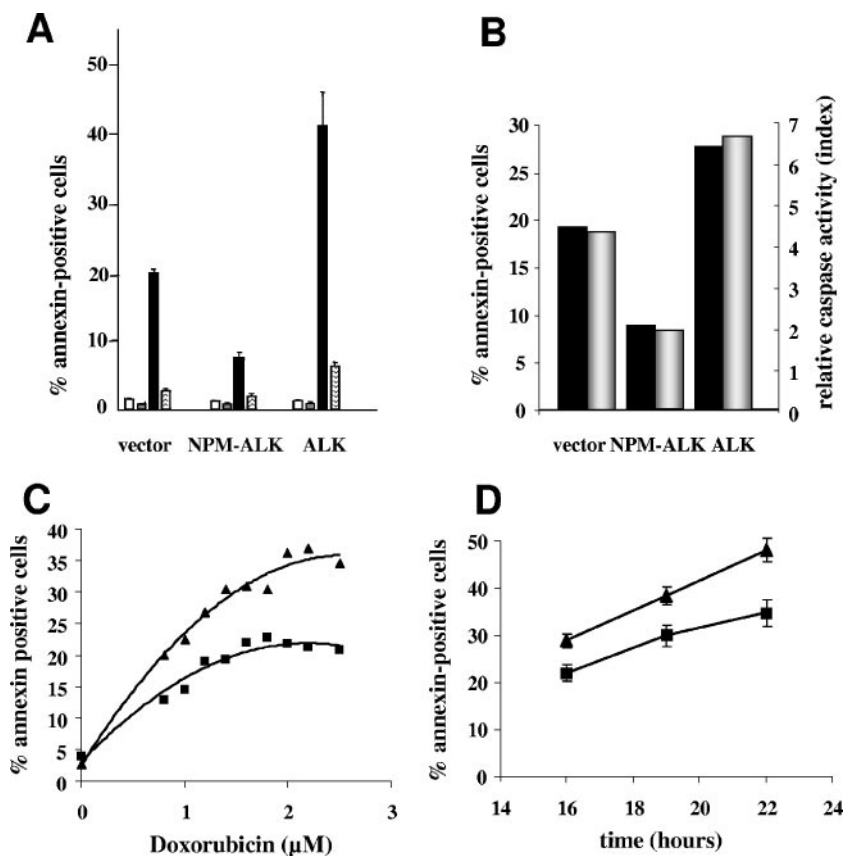 A
% annexin-positive cells
50
40
30
20
10
0
vector NPM-ALK ALK
B
% annexin-positive cells
30
25
20
15
10
5
0
relative caspase activity (index)
7
6
5
4
3
2
1
0
vector NPM-ALK ALK
C
% annexin positive cells
40
35
30
25
20
15
10
5
0
0 1 2 3
Doxorubicin (µM)
D
% annexin-positive cells
50
40
30
20
10
0
14 16 18 20 22 24
time (hours)